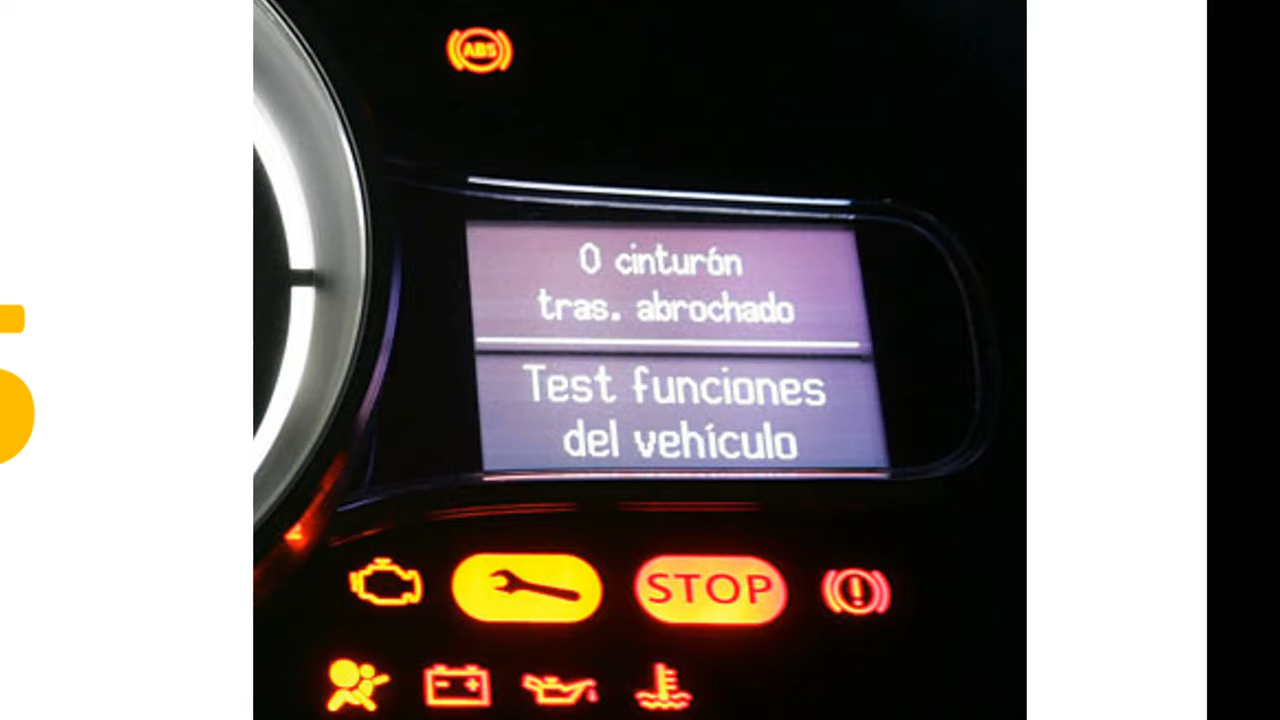 ABS
0 cinturón
tras. abrochado
Test funciones
del vehículo
STOP